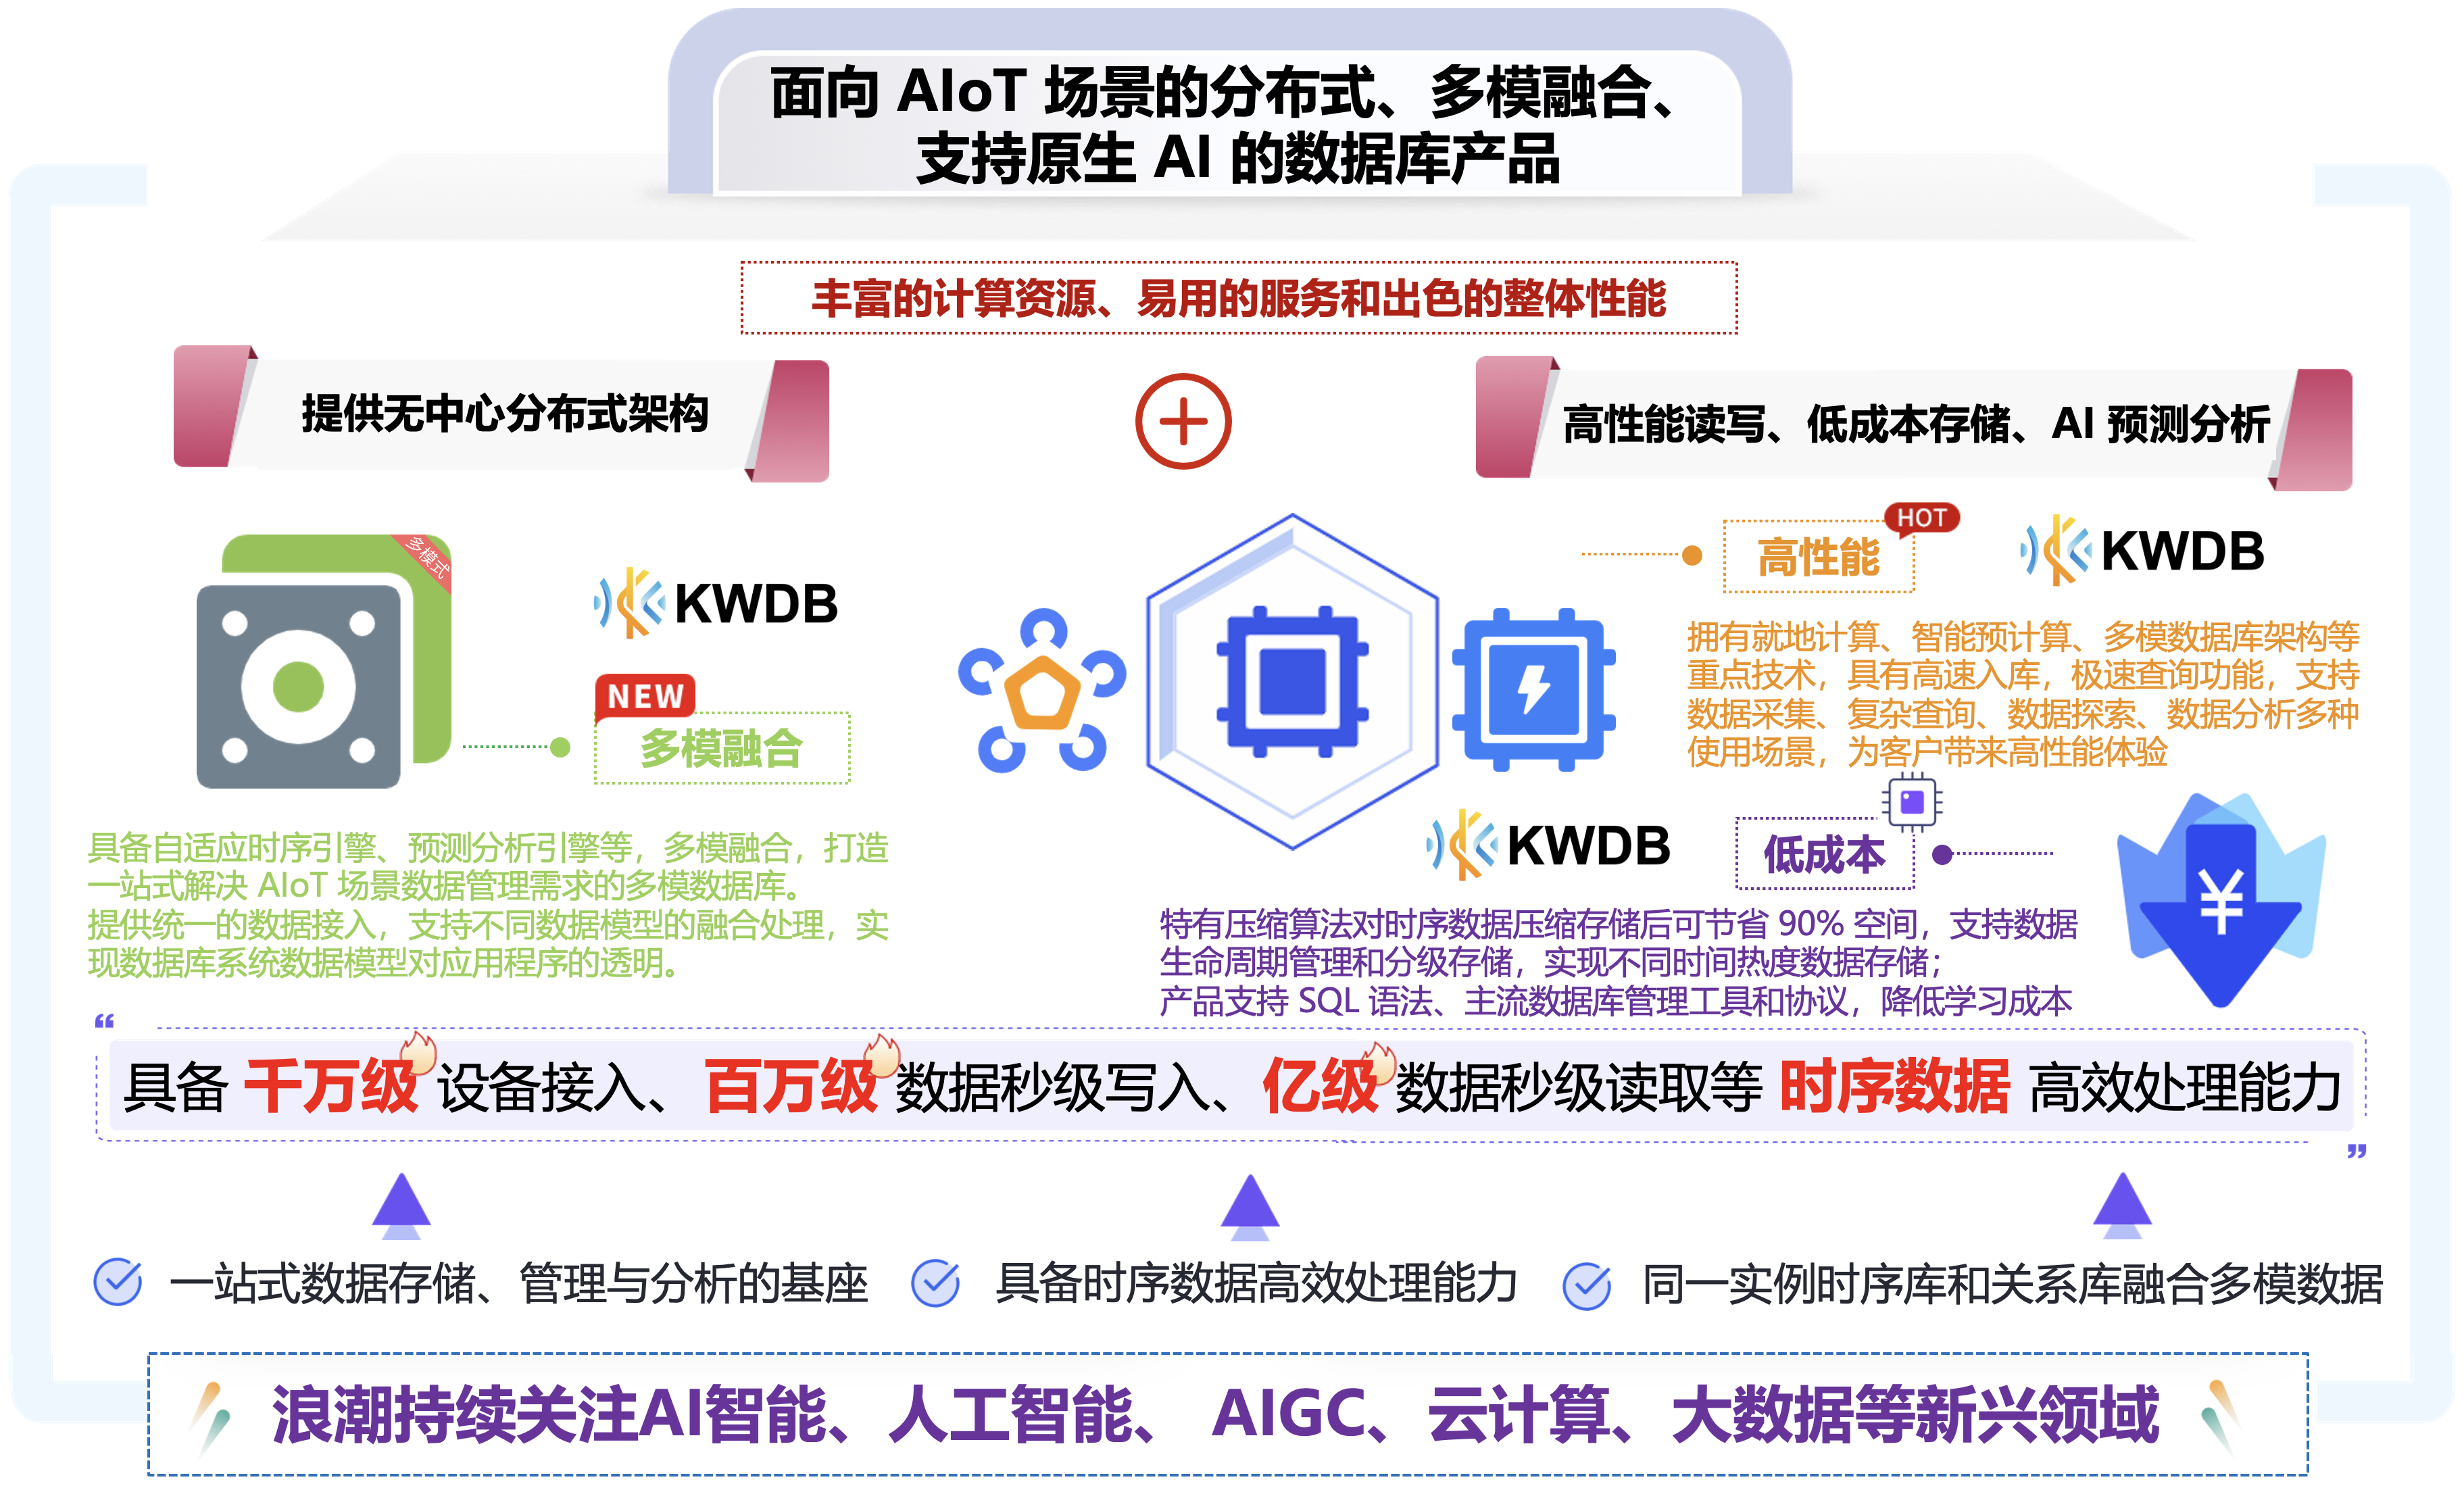 面向 AIoT 场景的分布式、多模融合、
支持原生 AI 的数据库产品
丰富的计算资源、易用的服务和出色的整体性能
提供无中心分布式架构
高性能读写、低成本存储、AI 预测分析
多模式
KWDB
NEW
多模融合
具备自适应时序引擎、预测分析引擎等，多模融合，打造
一站式解决 AIoT 场景数据管理需求的多模数据库。
提供统一的数据接入，支持不同数据模型的融合处理，实
现数据库系统数据模型对应用程序的透明。
HOT
高性能
KWDB
拥有就地计算、智能预计算、多模数据库架构等
重点技术，具有高速入库，极速查询功能，支持
数据采集、复杂查询、数据探索、数据分析多种
使用场景，为客户带来高性能体验
KWDB
低成本
¥
特有压缩算法对时序数据压缩存储后可节省 90% 空间，支持数据
生命周期管理和分级存储，实现不同时间热度数据存储；
产品支持 SQL 语法、主流数据库管理工具和协议，降低学习成本
“
具备 千万级 设备接入、百万级 数据秒级写入、亿级 数据秒级读取等 时序数据 高效处理能力
”
一站式数据存储、管理与分析的基座
具备时序数据高效处理能力
同一实例时序库和关系库融合多模数据
浪潮持续关注AI智能、人工智能、 AIGC、云计算、大数据等新兴领域